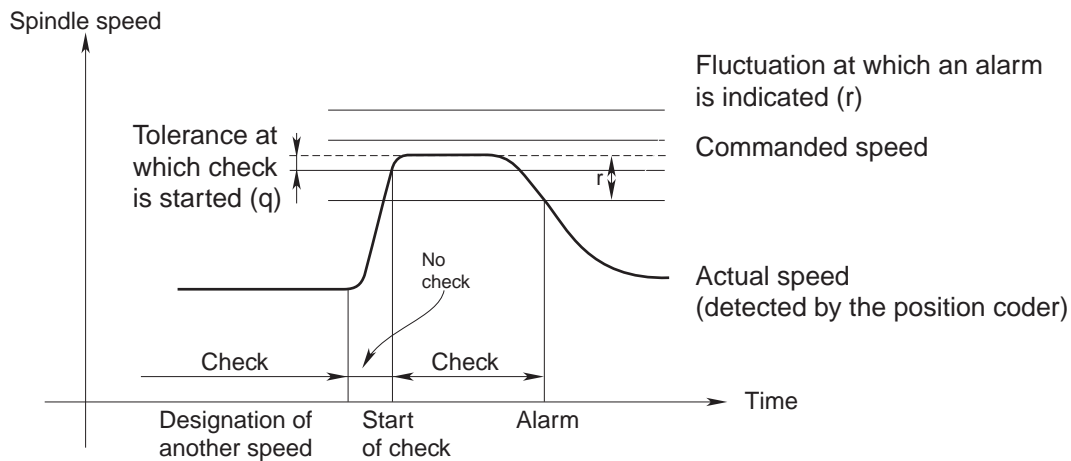 Spindle speed
Fluctuation at which an alarm
is indicated (r)
Tolerance at
which check
is started (q)
Commanded speed
r
No
check
Actual speed
(detected by the position coder)
Check
Check
Time
Designation of
another speed
Start
of check
Alarm